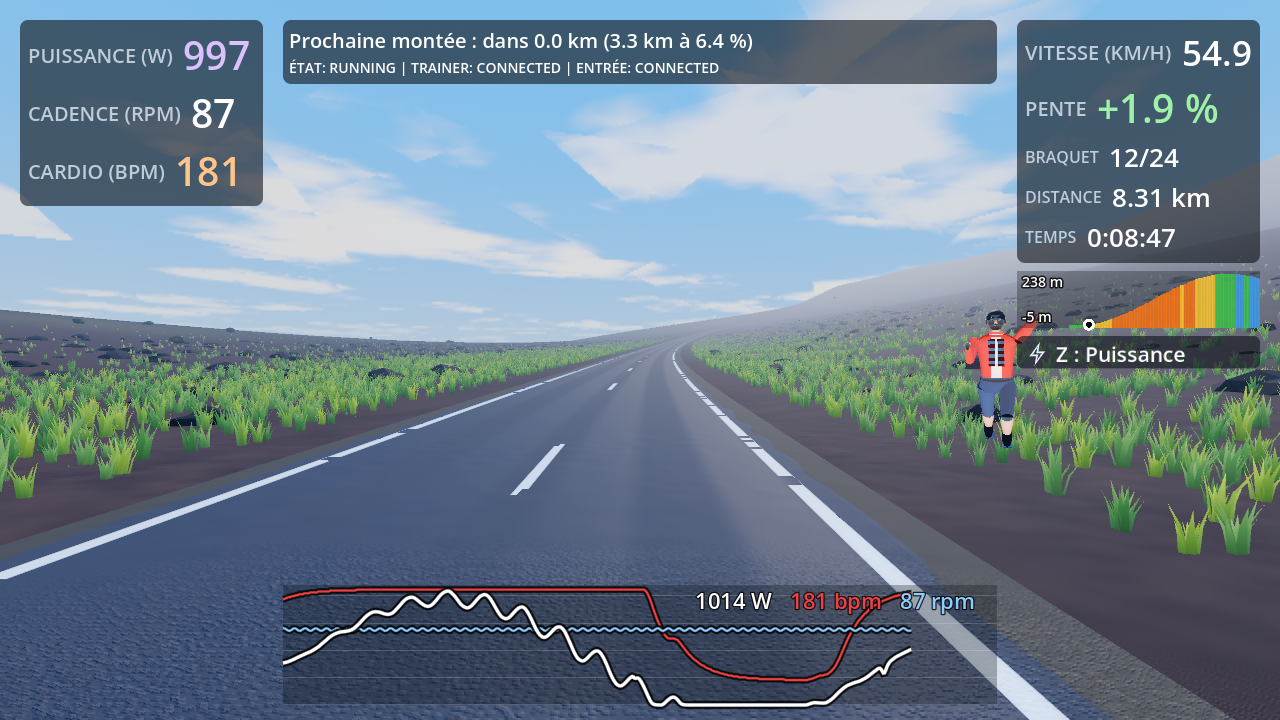 PUISSANCE (W) 997
CADENCE (RPM) 87
CARDIO (BPM) 181
Prochaine montée : dans 0.0 km (3.3 km à 6.4 %)
ÉTAT: RUNNING | TRAINER: CONNECTED | ENTRÉE: CONNECTED
VITESSE (KM/H) 54.9
PENTE +1.9 %
BRAQUET 12/24
DISTANCE 8.31 km
TEMPS 0:08:47
238 m
-5 m
Z : Puissance
1014 W 181 bpm 87 rpm